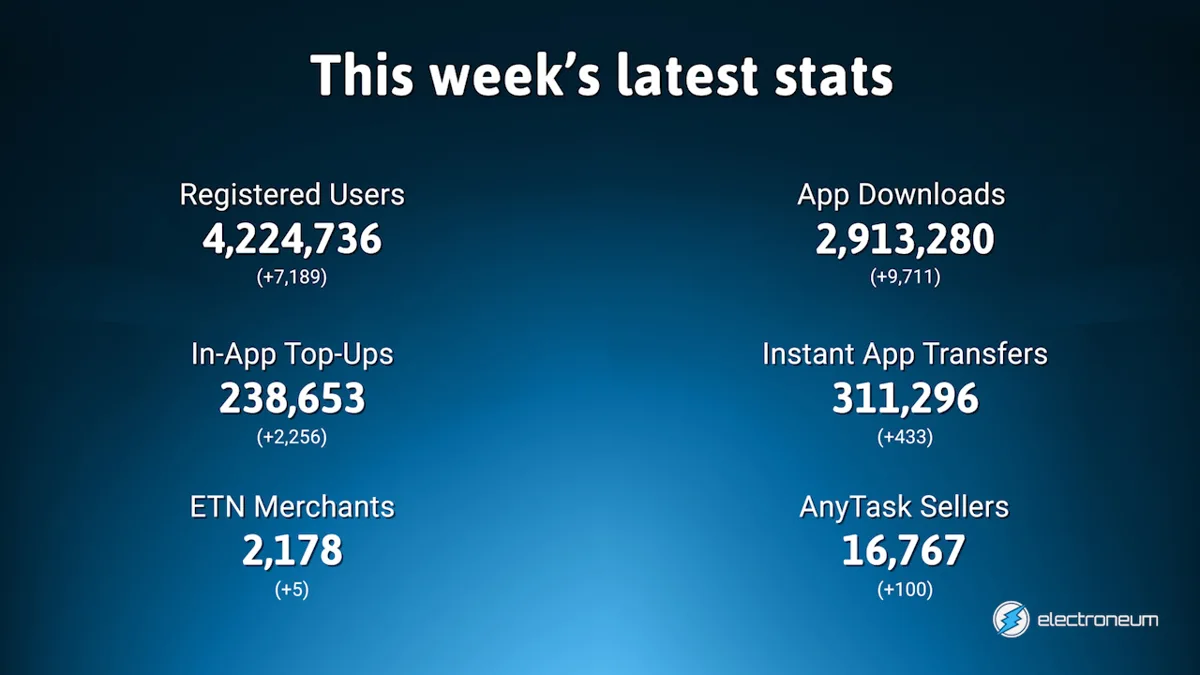 This week’s latest stats
Registered Users
4,224,736
(+7,189)
App Downloads
2,913,280
(+9,711)
In-App Top-Ups
238,653
(+2,256)
Instant App Transfers
311,296
(+433)
ETN Merchants
2,178
(+5)
AnyTask Sellers
16,767
(+100)
electroneum